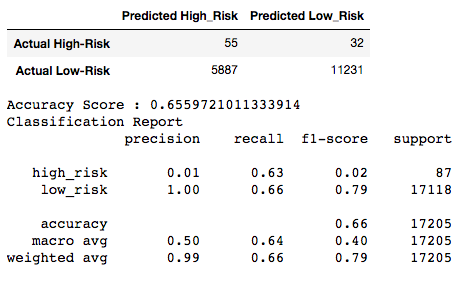 Predicted High_Risk Predicted Low_Risk
Actual High-Risk 55 32
Actual Low-Risk 5887 11231
Accuracy Score : 0.6559721011333914
Classification Report
precision recall f1-score support
high_risk 0.01 0.63 0.02 87
low_risk 1.00 0.66 0.79 17118
accuracy 0.66 17205
macro avg 0.50 0.64 0.40 17205
weighted avg 0.99 0.66 0.79 17205